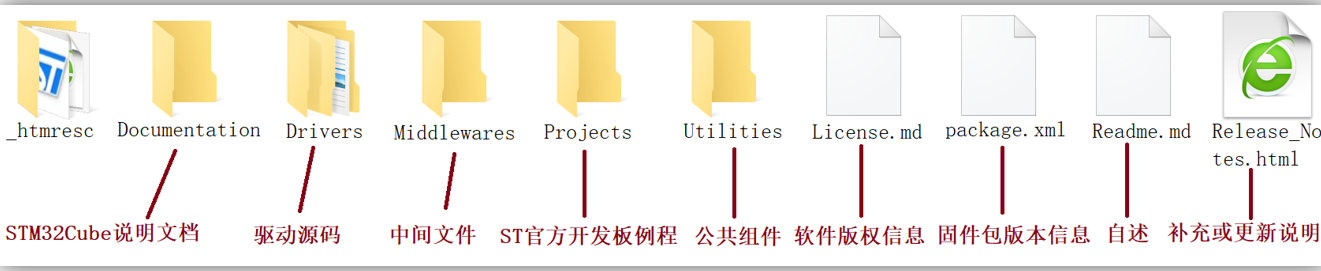 _htmresc
Documentation
Drivers
Middlewares
Projects
Utilities
License.md
package.xml
Readme.md
Release_No
tes.html
STM32Cube说明文档
驱动源码
中间文件
ST官方开发板例程
公共组件
软件版权信息
固件包版本信息
自述
补充或更新说明